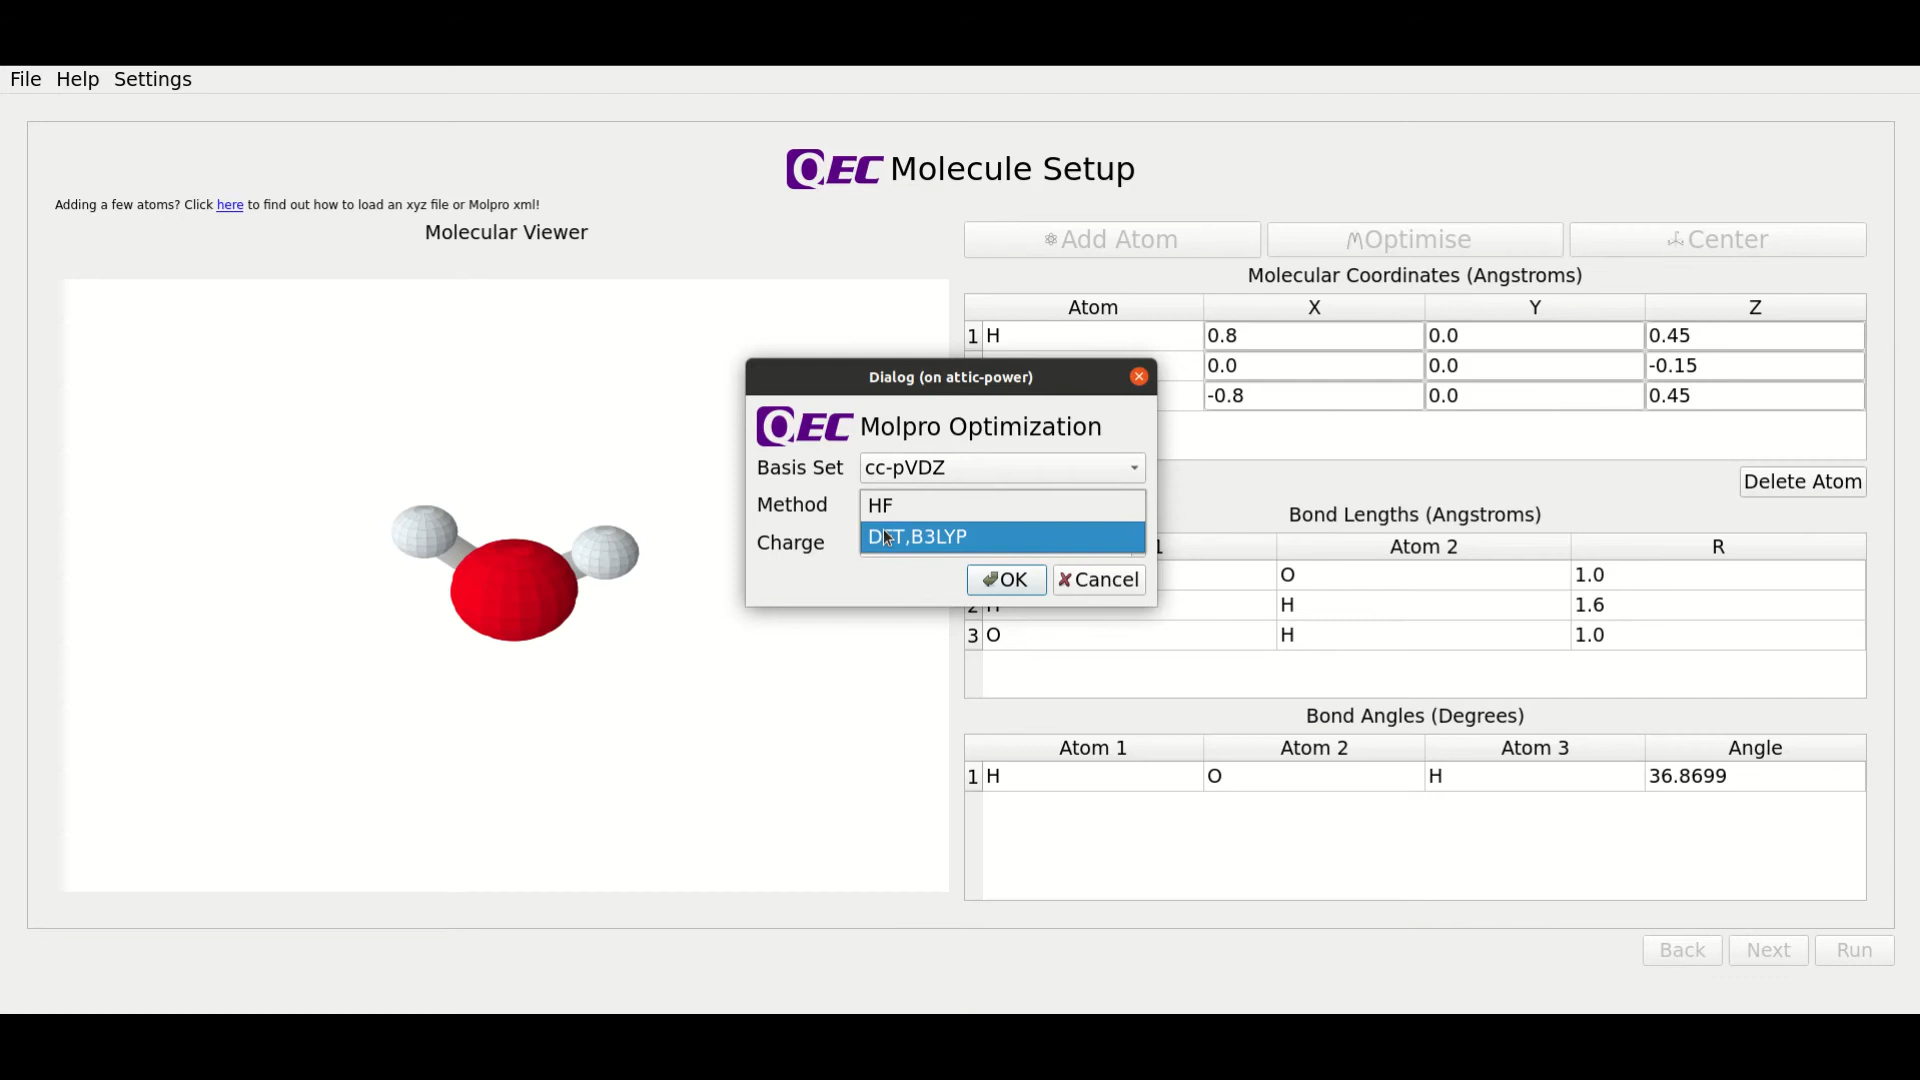 File Help Settings
QEC Molecule Setup
Adding a few atoms? Click here to find out how to load an xyz file or Molpro xml!
Molecular Viewer
Add Atom Optimise Center
Molecular Coordinates (Angstroms)
Atom X Y Z
1 H 0.8 0.0 0.45
0.0 0.0 -0.15
-0.8 0.0 0.45
Delete Atom
Dialog (on attic-power)
QEC Molpro Optimization
Basis Set cc-pVDZ
Method HF
DFT,B3LYP
Charge
OK Cancel
Bond Lengths (Angstroms)
1 Atom 2 R
O 1.0
2 H H 1.6
3 O H 1.0
Bond Angles (Degrees)
Atom 1 Atom 2 Atom 3 Angle
1 H O H 36.8699
Back Next Run